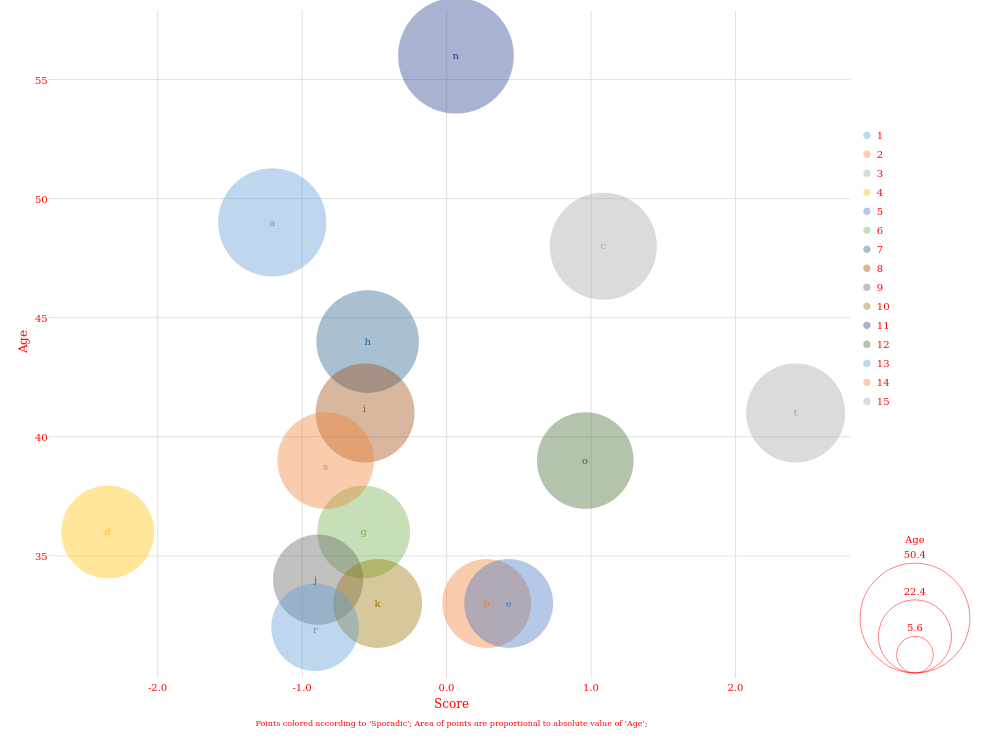 n
55
1
2
3
4
5
6
7
8
9
10
11
12
13
14
15
50
a
c
45
h
Age
i
t
40
s
o
d
g
35
j
k
b
e
r
Age
50.4
22.4
5.6
-2.0 -1.0 0.0 1.0 2.0
Score
Points colored according to 'Sporadic'; Area of points are proportional to absolute value of 'Age';